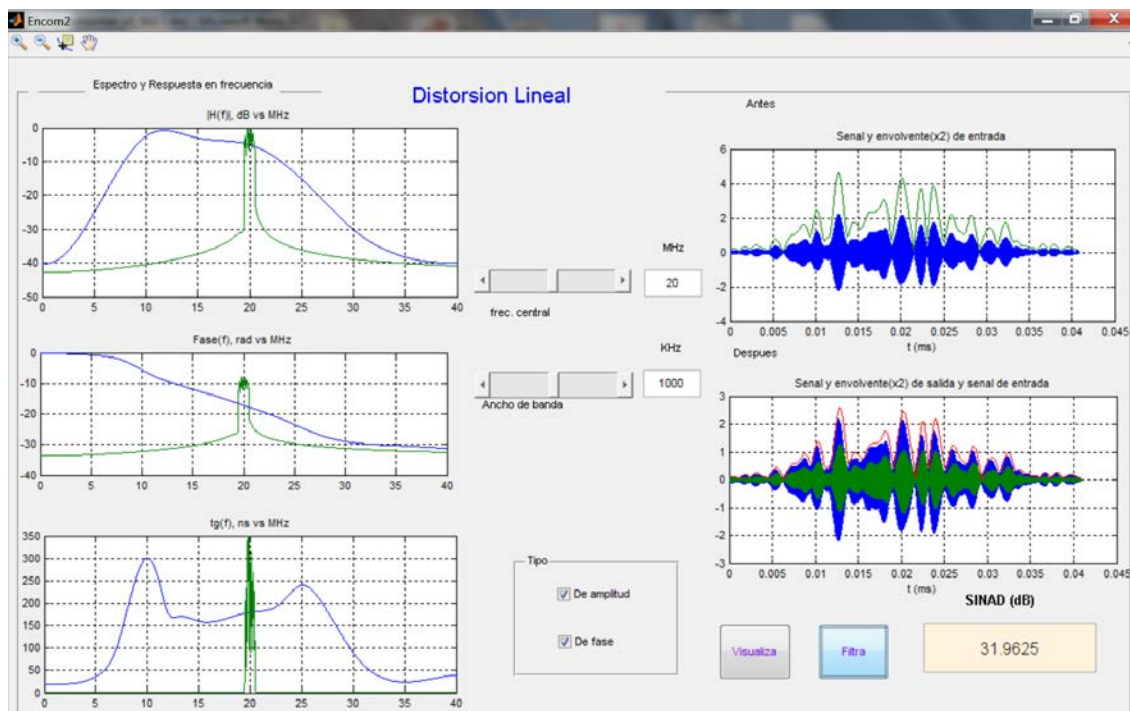 Encom2
Espectro y Respuesta en frecuencia
Distorsion Lineal
Antes
|H(f)|, dB vs MHz
0
-10
-20
-30
-40
-50
0 5 10 15 20 25 30 35 40
Fase(f), rad vs MHz
0
-10
-20
-30
-40
0 5 10 15 20 25 30 35 40
tg(f), ns vs MHz
350
300
250
200
150
100
50
0
0 5 10 15 20 25 30 35 40
MHz
20
frec. central
KHz
1000
Ancho de banda
Tipo
De amplitud
De fase
Senal y envolvente(x2) de entrada
6
4
2
0
-2
-4
0 0.005 0.01 0.015 0.02 0.025 0.03 0.035 0.04 0.045
t (ms)
Despues
Senal y envolvente(x2) de salida y senal de entrada
3
2
1
0
-1
-2
-3
0 0.005 0.01 0.015 0.02 0.025 0.03 0.035 0.04 0.045
t (ms)
SINAD (dB)
Visualiza
Filtra
31.9625